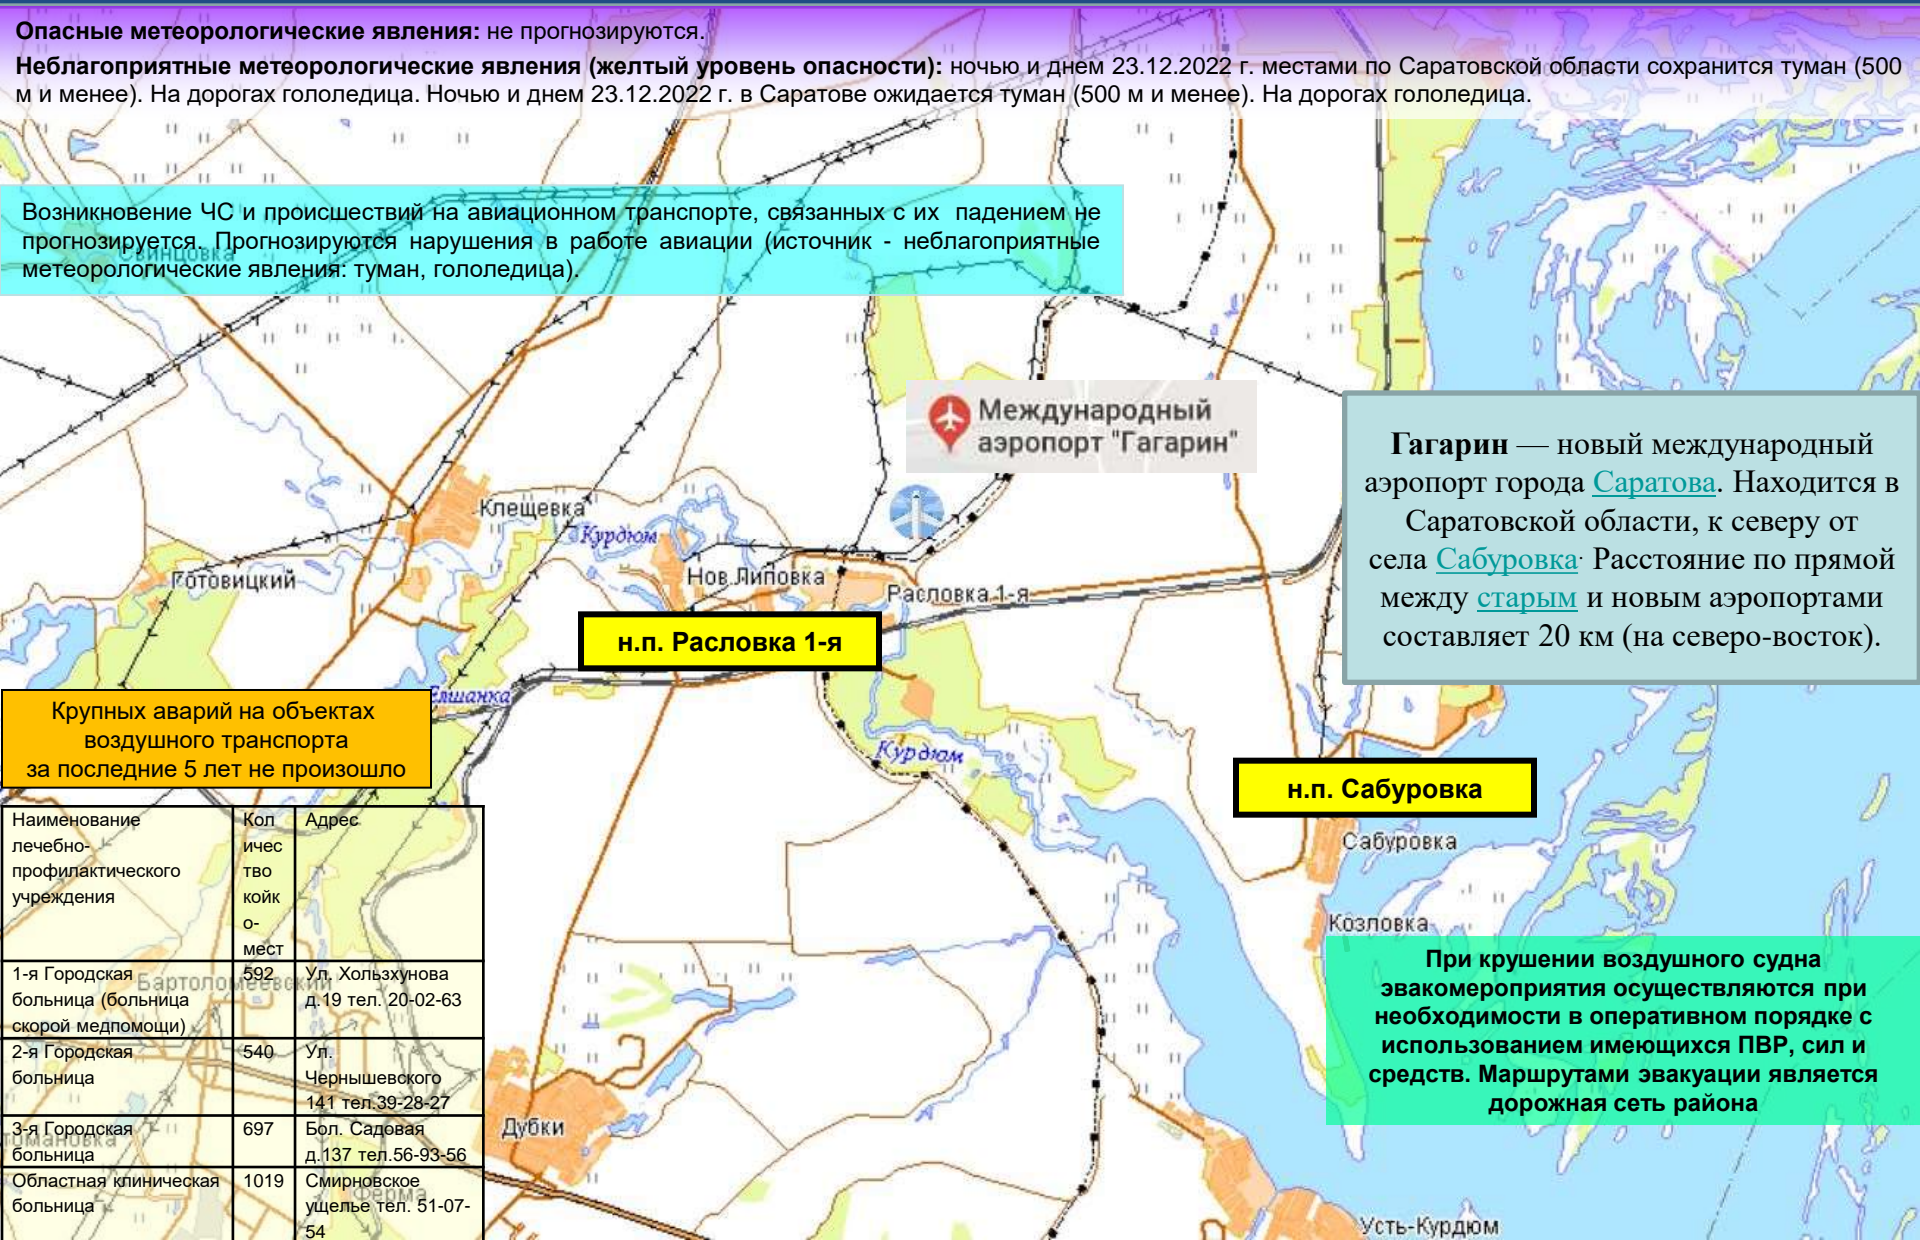 Опасные метеорологические явления: не прогнозируются.
Неблагоприятные метеорологические явления (желтый уровень опасности): ночью и днем 23.12.2022 г. местами по Саратовской области сохранится туман (500
м и менее). На дорогах гололедица. Ночью и днем 23.12.2022 г. в Саратове ожидается туман (500 м и менее). На дорогах гололедица.
Возникновение ЧС и происшествий на авиационном транспорте, связанных с их падением не
прогнозируется. Прогнозируются нарушения в работе авиации (источник - неблагоприятные
метеорологические явления: туман, гололедица).
Свинцовка
Международный
аэропорт "Гагарин"
Гагарин — новый международный
аэропорт города Саратова. Находится в
Саратовской области, к северу от
села Сабуровка· Расстояние по прямой
между старым и новым аэропортами
составляет 20 км (на северо-восток).
Клещевка
Курдюм
Готовицкий
Нов.Липовка
Расловка 1-я
н.п. Расловка 1-я
Елшанка
Курдюм
Крупных аварий на объектах
воздушного транспорта
за последние 5 лет не произошло
н.п. Сабуровка
Сабуровка
Козловка
При крушении воздушного судна
эвакомероприятия осуществляются при
необходимости в оперативном порядке с
использованием имеющихся ПВР, сил и
средств. Маршрутами эвакуации является
дорожная сеть района
Наименование
лечебно-
профилактического
учреждения
Кол
ичес
тво
койк
о-
мест
Адрес
1-я Городская
больница (больница
скорой медпомощи)
592
Ул. Хользхунова
д.19 тел. 20-02-63
Бартоломеевский
2-я Городская
больница
540
Ул.
Чернышевского
141 тел.39-28-27
3-я Городская
больница
697
Бол. Садовая
д.137 тел.56-93-56
Областная клиническая
больница
1019
Смирновское
ущелье тел. 51-07-
54
Ферма
Дубки
Усть-Курдюм